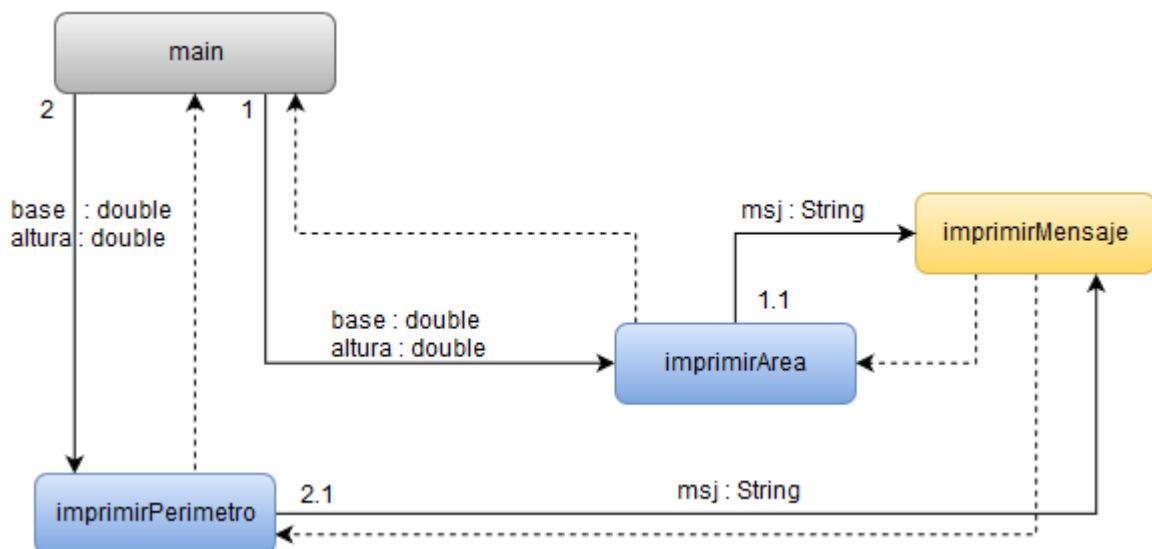 main
2
1
base : double
altura : double
msj : String
imprimirMensaje
1.1
base : double
altura : double
imprimirArea
2.1
msj : String
imprimirPerimetro